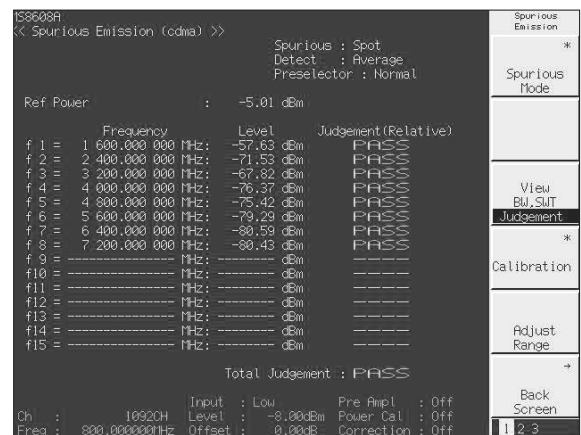 MS8608A
<< Spurious Emission (cdma) >>
Spurious : Spot
Detect : Average
Preselector : Normal
Ref Power : -5.01 dBm
Frequency Level Judgement(Relative)
f 1 = 1 600.000 000 MHz: -57.63 dBm PASS
f 2 = 2 400.000 000 MHz: -71.53 dBm PASS
f 3 = 3 200.000 000 MHz: -67.82 dBm PASS
f 4 = 4 000.000 000 MHz: -76.37 dBm PASS
f 5 = 4 800.000 000 MHz: -75.42 dBm PASS
f 6 = 5 600.000 000 MHz: -79.29 dBm PASS
f 7 = 6 400.000 000 MHz: -80.59 dBm PASS
f 8 = 7 200.000 000 MHz: -80.43 dBm PASS
f 9 = -------------- MHz: ------- dBm -----
f10 = -------------- MHz: ------- dBm -----
f11 = -------------- MHz: ------- dBm -----
f12 = -------------- MHz: ------- dBm -----
f13 = -------------- MHz: ------- dBm -----
f14 = -------------- MHz: ------- dBm -----
f15 = -------------- MHz: ------- dBm -----
Total Judgement : PASS
Input : Low Pre Ampl : Off
Ch : 1092CH Level : -8.00dBm Power Cal : Off
Freq : 800.000000MHz Offset : 0.00dB Correction : Off
Spurious
Emission
*
Spurious
Mode
View
BW,SWT
Judgement
*
Calibration
Adjust
Range
→
Back
Screen
1 2 3